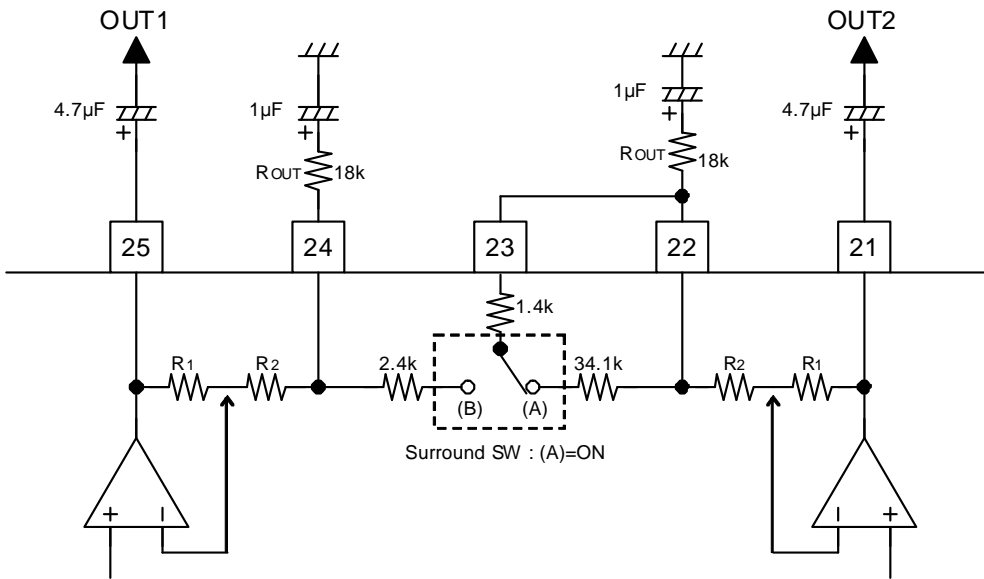 OUT1
OUT2
4.7µF
+
1µF
+
1µF
+
4.7µF
+
ROUT
18k
ROUT
18k
25
24
23
22
21
1.4k
R1
R2
2.4k
34.1k
R2
R1
(B)
(A)
Surround SW : (A)=ON
+
−
−
+